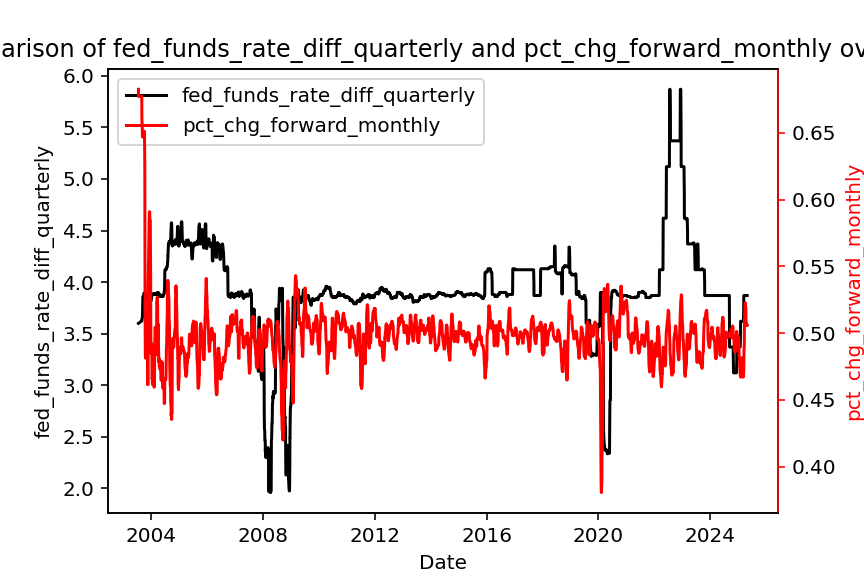 arison of fed_funds_rate_diff_quarterly and pct_chg_forward_monthly ov
fed_funds_rate_diff_quarterly
pct_chg_forward_monthly
6.0
5.5
5.0
4.5
4.0
3.5
3.0
2.5
2.0
fed_funds_rate_diff_quarterly
0.65
0.60
0.55
0.50
0.45
0.40
pct_chg_forward_monthly
2004 2008 2012 2016 2020 2024
Date